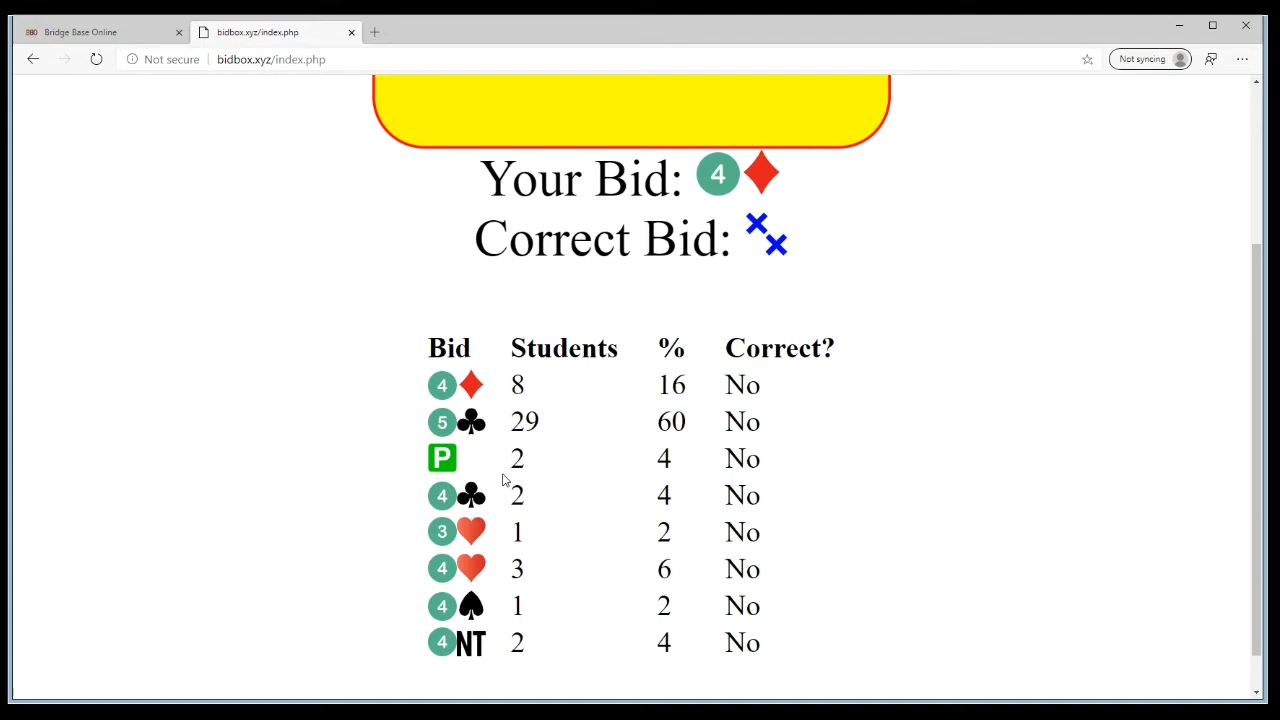 BBO Bridge Base Online
bidbox.xyz/index.php
Not secure bidbox.xyz/index.php Not syncing
Your Bid: 4♦
Correct Bid: ××
Bid Students % Correct?
4♦ 8 16 No
5♣ 29 60 No
P 2 4 No
4♣ 2 4 No
3♥ 1 2 No
4♥ 3 6 No
4♠ 1 2 No
4NT 2 4 No